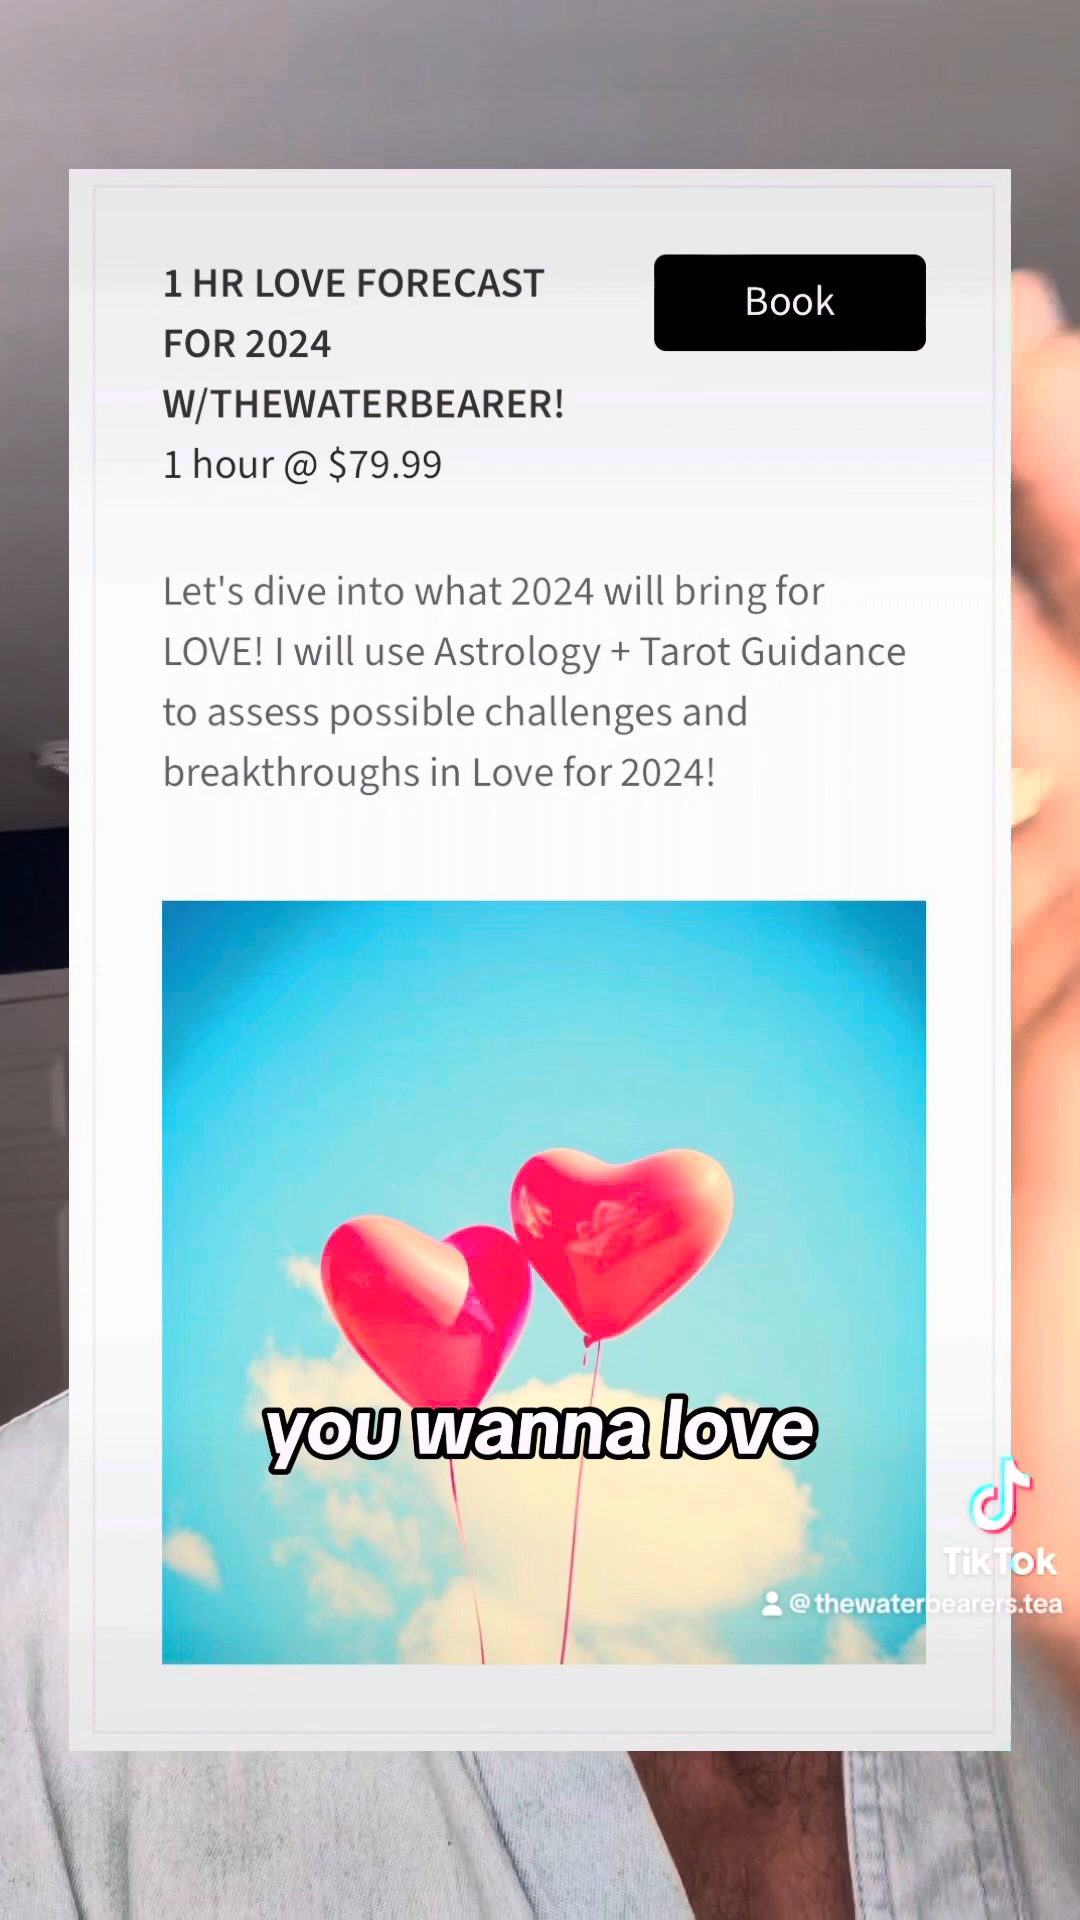 1 HR LOVE FORECAST
FOR 2024
W/THEWATERBEARER!
1 hour @ $79.99
Book
Let's dive into what 2024 will bring for
LOVE! I will use Astrology + Tarot Guidance
to assess possible challenges and
breakthroughs in Love for 2024!
you wanna love
TikTok
@thewaterbearers.tea